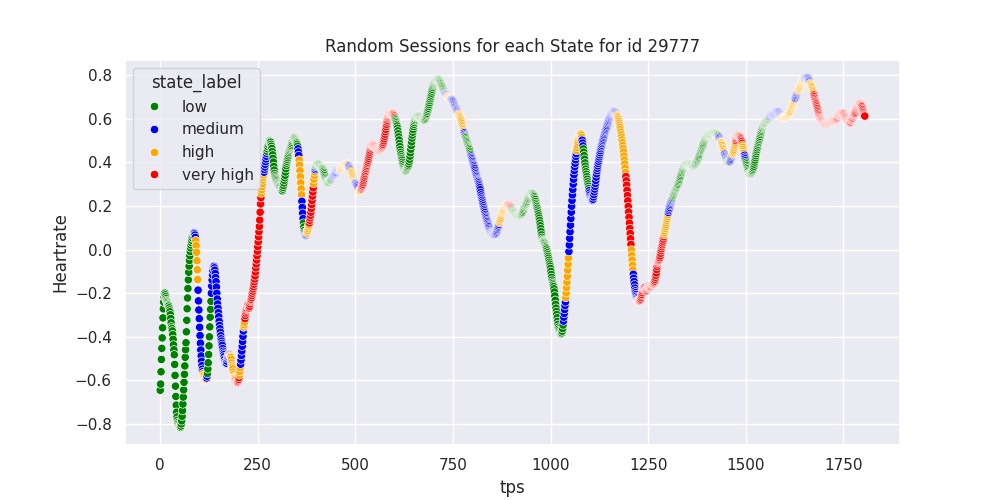 Random Sessions for each State for id 29777
state_label
low
medium
high
very high
Heartrate
0.8
0.6
0.4
0.2
0.0
−0.2
−0.4
−0.6
−0.8
0 250 500 750 1000 1250 1500 1750
tps